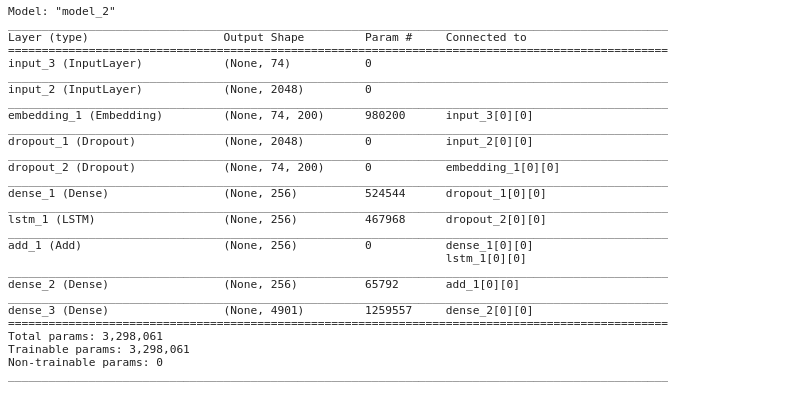 Model: "model_2"
Layer (type) Output Shape Param # Connected to
input_3 (InputLayer) (None, 74) 0
input_2 (InputLayer) (None, 2048) 0
embedding_1 (Embedding) (None, 74, 200) 980200 input_3[0][0]
dropout_1 (Dropout) (None, 2048) 0 input_2[0][0]
dropout_2 (Dropout) (None, 74, 200) 0 embedding_1[0][0]
dense_1 (Dense) (None, 256) 524544 dropout_1[0][0]
lstm_1 (LSTM) (None, 256) 467968 dropout_2[0][0]
add_1 (Add) (None, 256) 0 dense_1[0][0]
lstm_1[0][0]
dense_2 (Dense) (None, 256) 65792 add_1[0][0]
dense_3 (Dense) (None, 4901) 1259557 dense_2[0][0]
Total params: 3,298,061
Trainable params: 3,298,061
Non-trainable params: 0